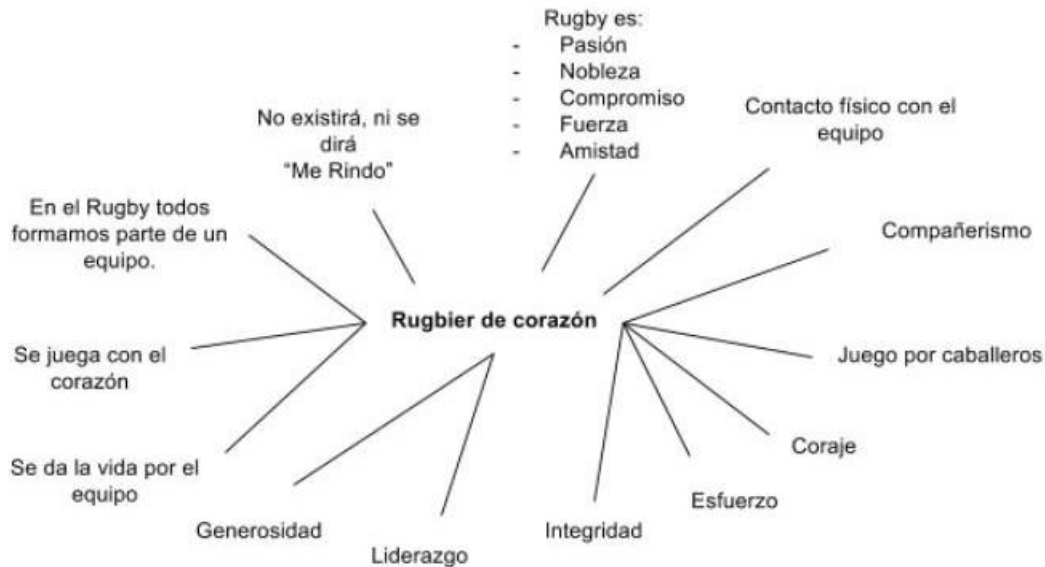 Rugby es:
- Pasión
- Nobleza
- Compromiso
- Fuerza
- Amistad
No existirá, ni se
dirá
“Me Rindo”
Contacto físico con el
equipo
En el Rugby todos
formamos parte de un
equipo.
Compañerismo
Rugbier de corazón
Se juega con el
corazón
Juego por caballeros
Se da la vida por el
equipo
Coraje
Esfuerzo
Generosidad
Liderazgo
Integridad